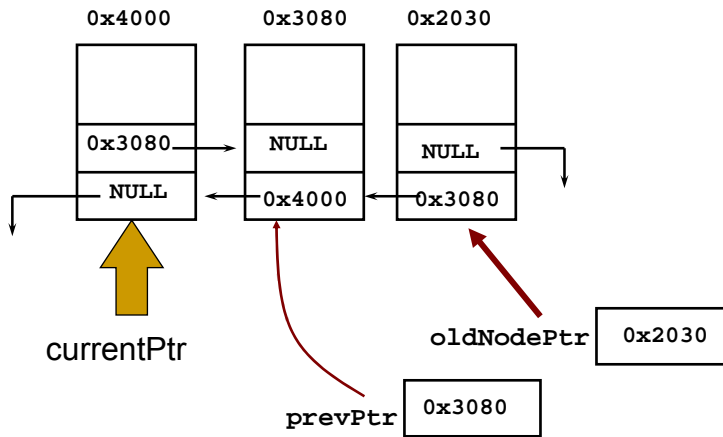 0x4000 0x3080 0x2030
0x3080 NULL NULL
NULL 0x4000 0x3080
currentPtr
oldNodePtr 0x2030
prevPtr 0x3080